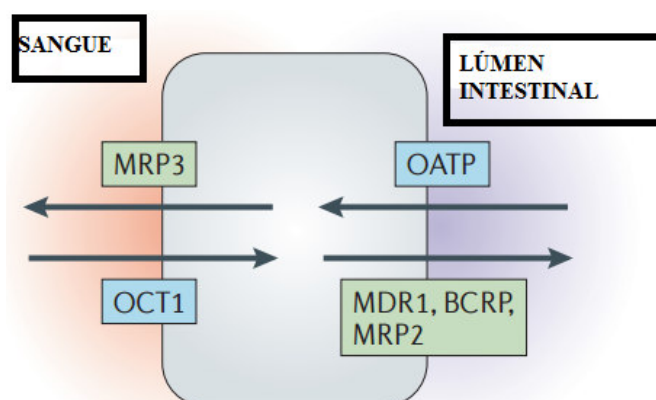 SANGUE
LÚMEN
INTESTINAL
MRP3
OATP
OCT1
MDR1, BCRP,
MRP2